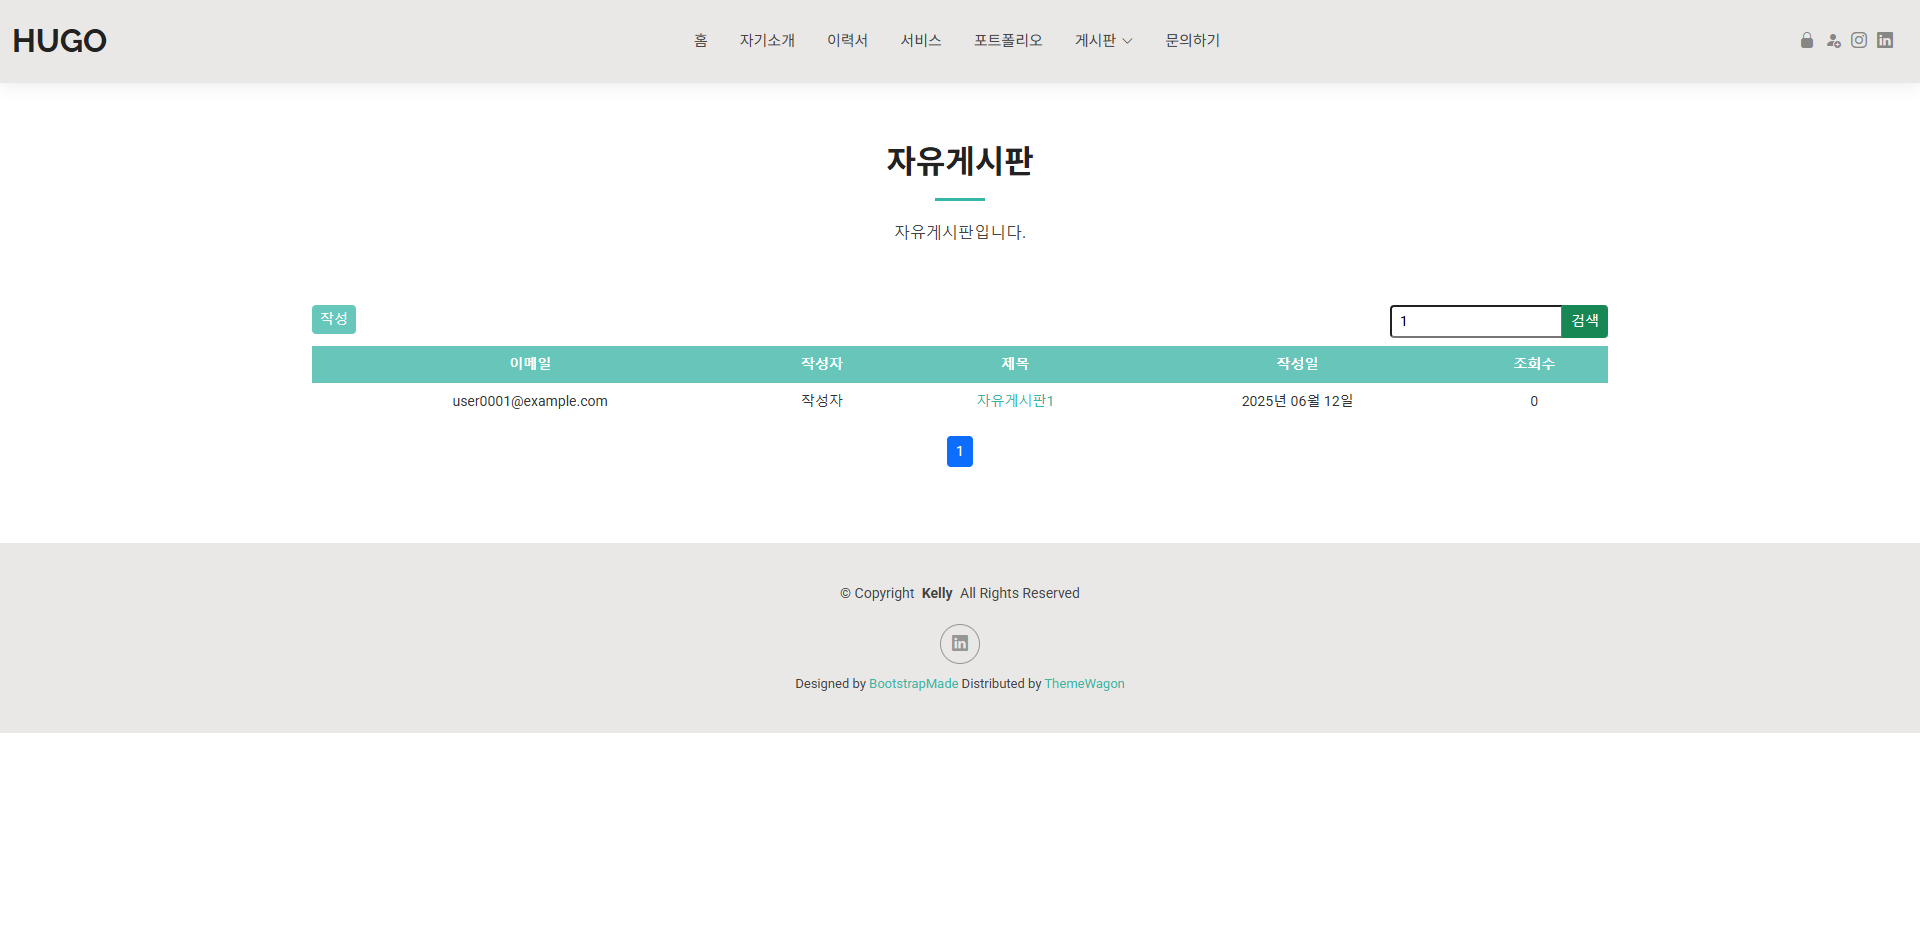 HUGO 홈 자기소개 이력서 서비스 포트폴리오 게시판 문의하기
자유게시판
자유게시판입니다.
작성 1 검색
이메일 작성자 제목 작성일 조회수
user0001@example.com 작성자 자유게시판1 2025년 06월 12일 0
1
© Copyright Kelly All Rights Reserved
Designed by BootstrapMade Distributed by ThemeWagon